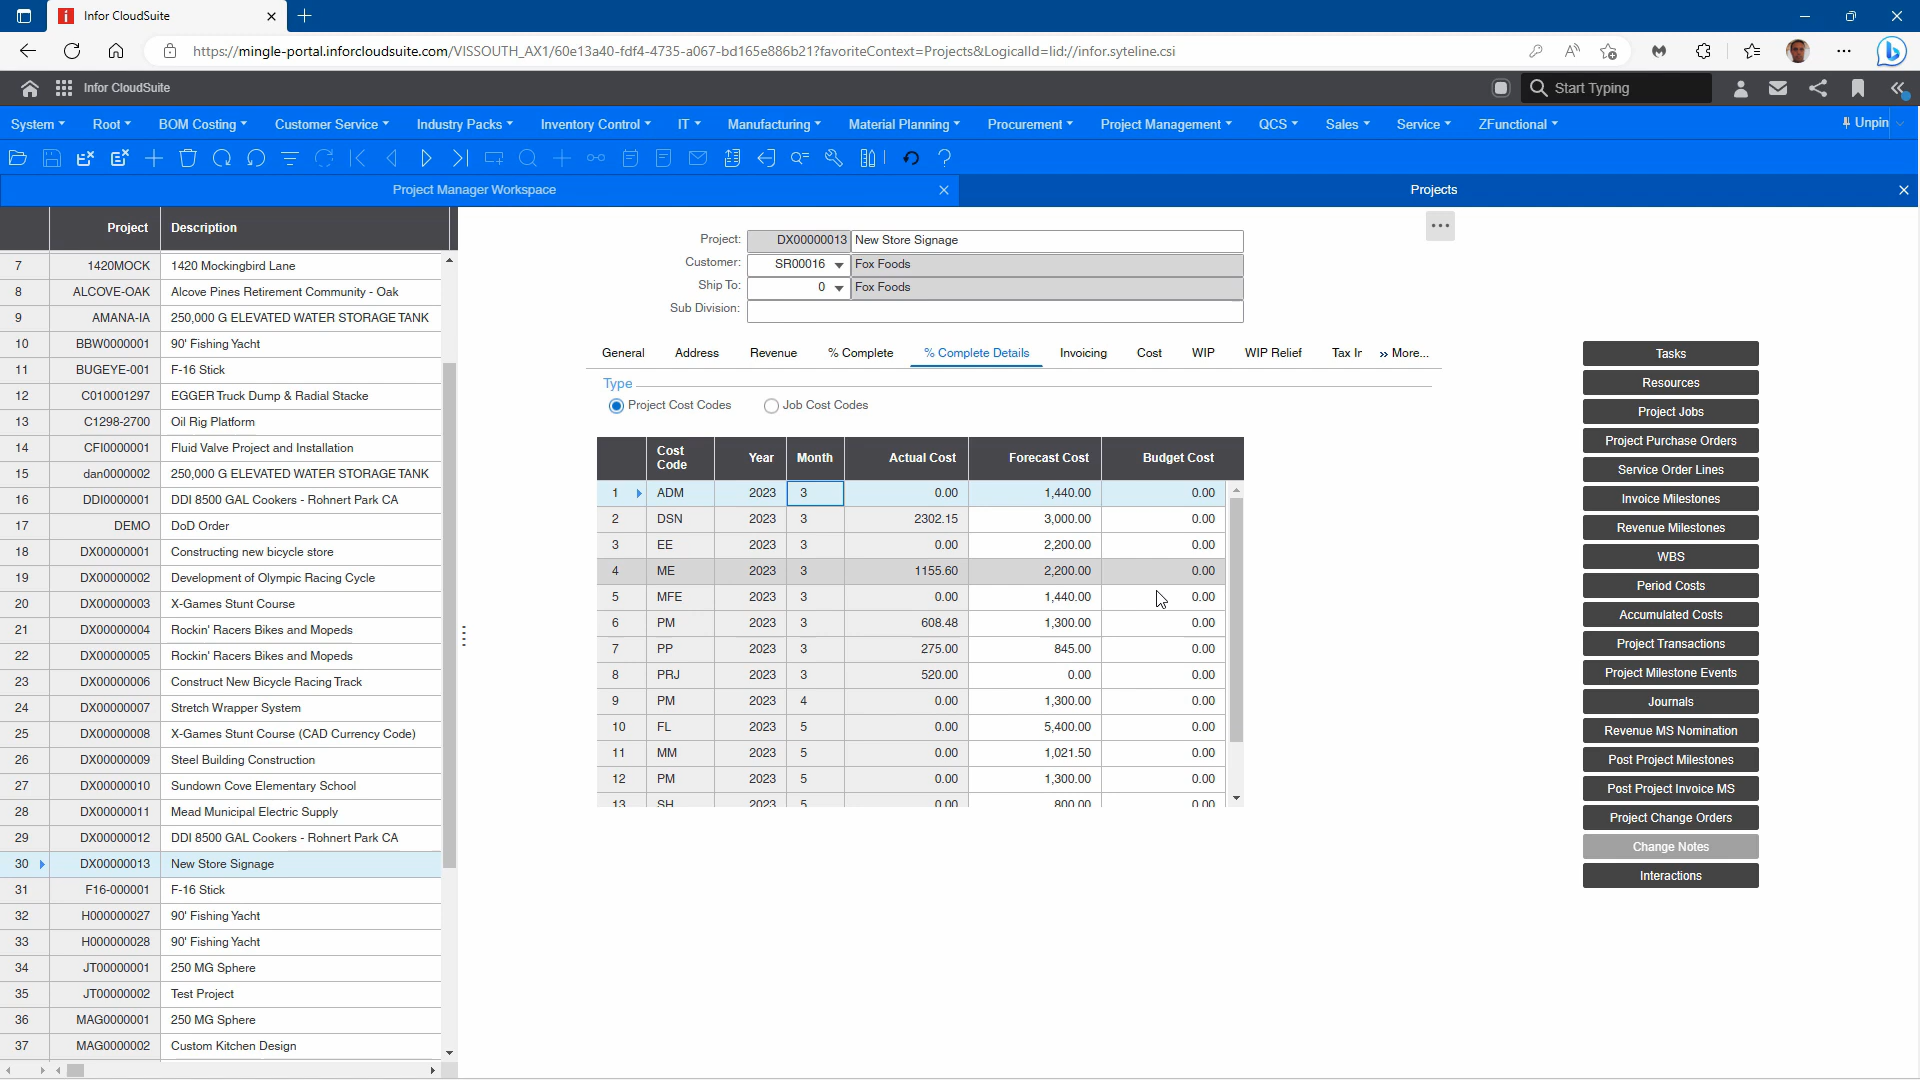 Infor CloudSuite
https://mingle-portal.inforcloudsuite.com/VISSOUTH_AX1/60e13a40-fdf4-4735-a067-bd165e886b21?favoriteContext=Projects&LogicalId=lid://infor.syteline.csi
Infor CloudSuite
Start Typing
System Root BOM Costing Customer Service Industry Packs Inventory Control IT Manufacturing Material Planning Procurement Project Management QCS Sales Service ZFunctional Unpin
Project Manager Workspace
Projects
Project Description
7 1420MOCK 1420 Mockingbird Lane
8 ALCOVE-OAK Alcove Pines Retirement Community - Oak
9 AMANA-IA 250,000 G ELEVATED WATER STORAGE TANK
10 BBW0000001 90' Fishing Yacht
11 BUGEYE-001 F-16 Stick
12 C010001297 EGGER Truck Dump & Radial Stacke
13 C1298-2700 Oil Rig Platform
14 CFI0000001 Fluid Valve Project and Installation
15 dan0000002 250,000 G ELEVATED WATER STORAGE TANK
16 DDI0000001 DDI 8500 GAL Cookers - Rohnert Park CA
17 DEMO DoD Order
18 DX00000001 Constructing new bicycle store
19 DX00000002 Development of Olympic Racing Cycle
20 DX00000003 X-Games Stunt Course
21 DX00000004 Rockin' Racers Bikes and Mopeds
22 DX00000005 Rockin' Racers Bikes and Mopeds
23 DX00000006 Construct New Bicycle Racing Track
24 DX00000007 Stretch Wrapper System
25 DX00000008 X-Games Stunt Course (CAD Currency Code)
26 DX00000009 Steel Building Construction
27 DX00000010 Sundown Cove Elementary School
28 DX00000011 Mead Municipal Electric Supply
29 DX00000012 DDI 8500 GAL Cookers - Rohnert Park CA
30 DX00000013 New Store Signage
31 F16-000001 F-16 Stick
32 H000000027 90' Fishing Yacht
33 H000000028 90' Fishing Yacht
34 JT00000001 250 MG Sphere
35 JT00000002 Test Project
36 MAG0000001 250 MG Sphere
37 MAG0000002 Custom Kitchen Design
Project: DX00000013 New Store Signage
Customer: SR00016 Fox Foods
Ship To: 0 Fox Foods
Sub Division:
General Address Revenue % Complete % Complete Details Invoicing Cost WIP WIP Relief Tax Ir » More...
Type
Project Cost Codes Job Cost Codes
Cost Code Year Month Actual Cost Forecast Cost Budget Cost
1 ADM 2023 3 0.00 1,440.00 0.00
2 DSN 2023 3 2302.15 3,000.00 0.00
3 EE 2023 3 0.00 2,200.00 0.00
4 ME 2023 3 1155.60 2,200.00 0.00
5 MFE 2023 3 0.00 1,440.00 0.00
6 PM 2023 3 608.48 1,300.00 0.00
7 PP 2023 3 275.00 845.00 0.00
8 PRJ 2023 3 520.00 0.00 0.00
9 PM 2023 4 0.00 1,300.00 0.00
10 FL 2023 5 0.00 5,400.00 0.00
11 MM 2023 5 0.00 1,021.50 0.00
12 PM 2023 5 0.00 1,300.00 0.00
13 SH 2023 5 0.00 800.00 0.00
Tasks
Resources
Project Jobs
Project Purchase Orders
Service Order Lines
Invoice Milestones
Revenue Milestones
WBS
Period Costs
Accumulated Costs
Project Transactions
Project Milestone Events
Journals
Revenue MS Nomination
Post Project Milestones
Post Project Invoice MS
Project Change Orders
Change Notes
Interactions